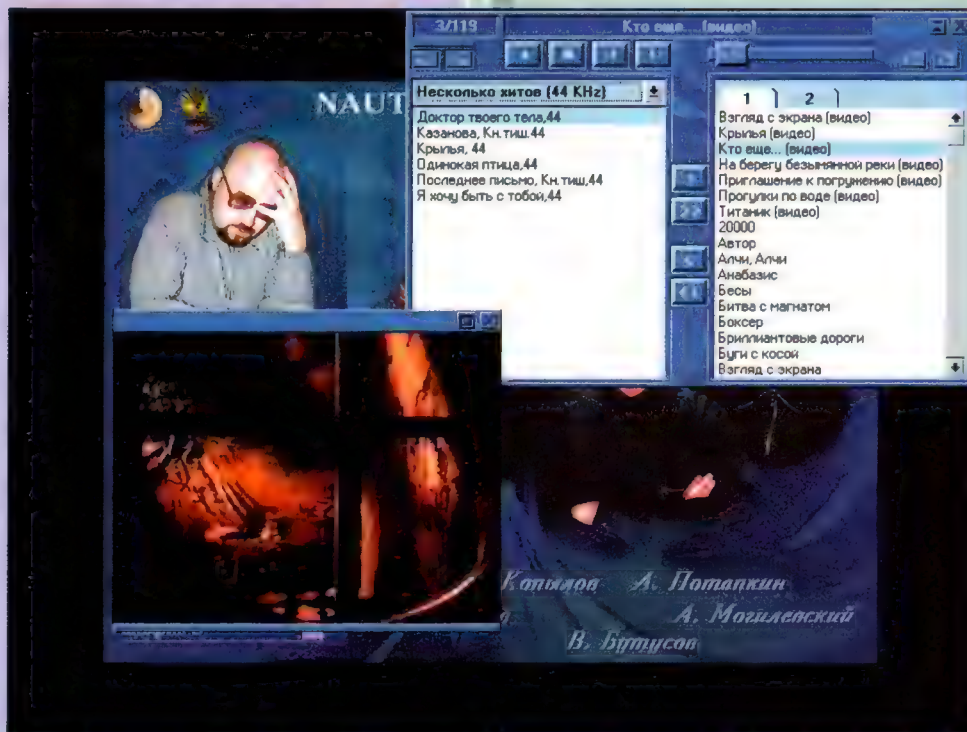 3/119
Кто еще... (видео)
NAUT
Несколько хитов (44 KHz)
Доктор твоего тела,44
Казанова, Кн.тиш.44
Крылья, 44
Одинокая птица,44
Последнее письмо, Кн.тиш,44
Я хочу быть с тобой,44
1 2
Взгляд с экрана (видео)
Крылья (видео)
Кто еще... (видео)
На берегу безымянной реки (видео)
Приглашение к погружению (видео)
Прогулки по воде (видео)
Титаник (видео)
20000
Автор
Алчи, Алчи
Анабазис
Бесы
Битва с магнатом
Боксер
Бриллиантовые дороги
Буги с косой
Взгляд с экрана
Копылов А. Потапкин
А. Могилевский
В. Бутусов